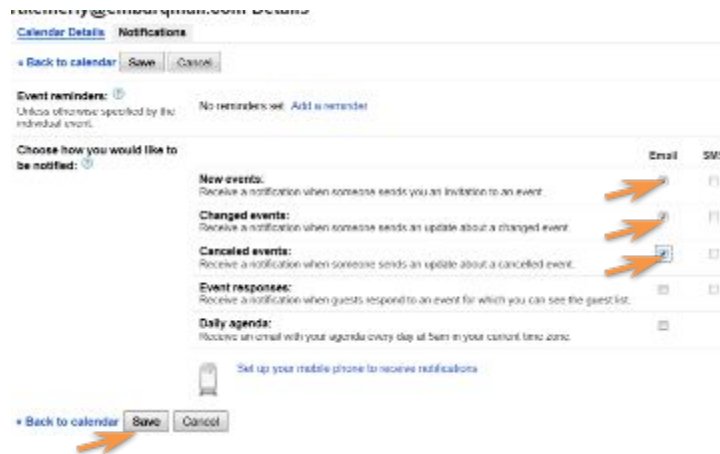 Details
Calendar Details Notifications
« Back to calendar Save Cancel
Event reminders:
Unless otherwise specified by the
individual event.
No reminders set Add a reminder
Choose how you would like to
be notified:
Email SMS
New events:
Receive a notification when someone sends you an invitation to an event.
Changed events:
Receive a notification when someone sends an update about a changed event.
Canceled events:
Receive a notification when someone sends an update about a cancelled event.
Event responses:
Receive a notification when guests respond to an event for which you can see the guest list.
Daily agenda:
Receive an email with your agenda every day at 5am in your current time zone.
Set up your mobile phone to receive notifications
« Back to calendar Save Cancel